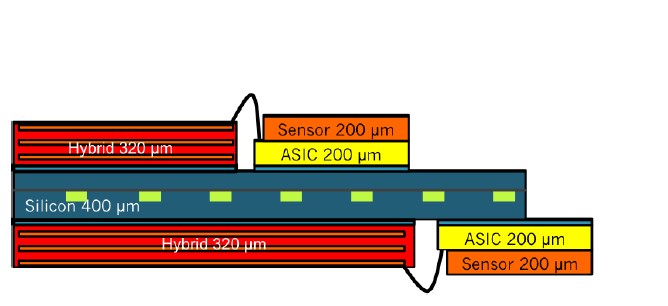 Sensor 200 µm
Hybrid 320 µm
ASIC 200 µm
Silicon 400 µm
Hybrid 320 µm
ASIC 200 µm
Sensor 200 µm